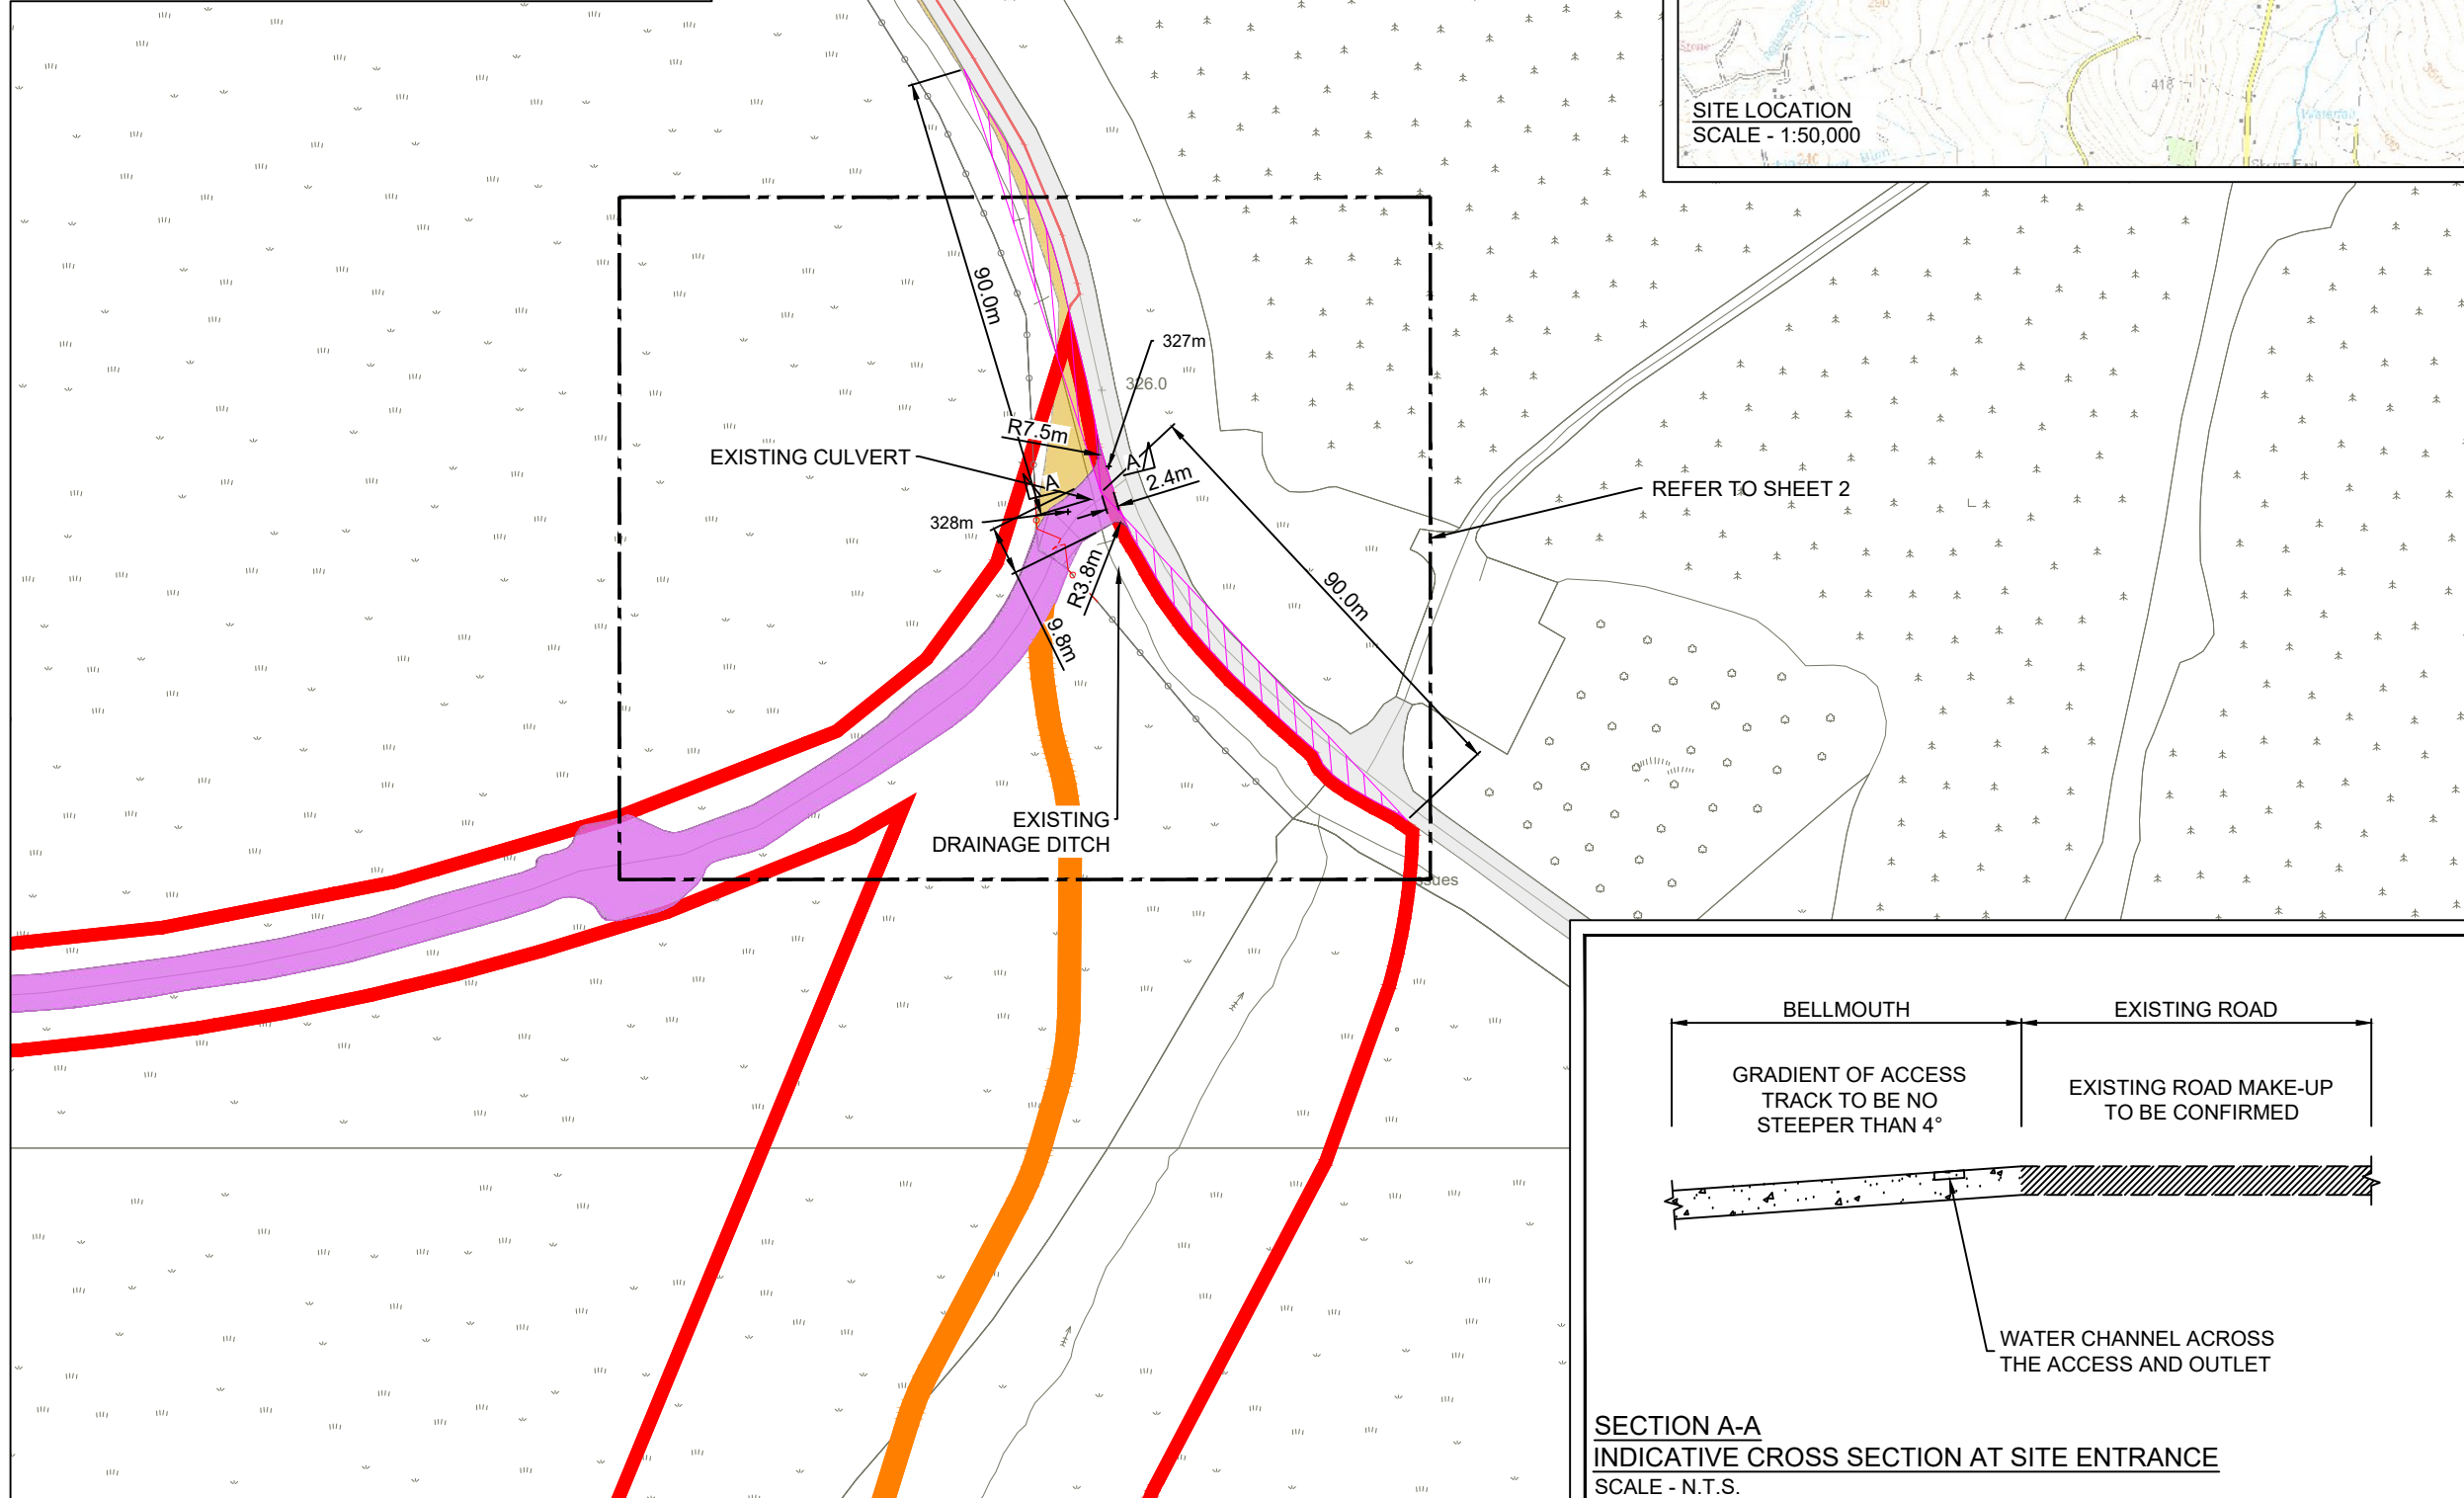 SITE LOCATION
SCALE - 1:50,000
290
418
Waterfall
90.0m
327m
326.0
R7.5m
EXISTING CULVERT
A
A
2.4m
REFER TO SHEET 2
328m
R3.8m
90.0m
9.8m
EXISTING
DRAINAGE DITCH
BELLMOUTH
EXISTING ROAD
GRADIENT OF ACCESS
TRACK TO BE NO
STEEPER THAN 4°
EXISTING ROAD MAKE-UP
TO BE CONFIRMED
WATER CHANNEL ACROSS
THE ACCESS AND OUTLET
SECTION A-A
INDICATIVE CROSS SECTION AT SITE ENTRANCE
SCALE - N.T.S.